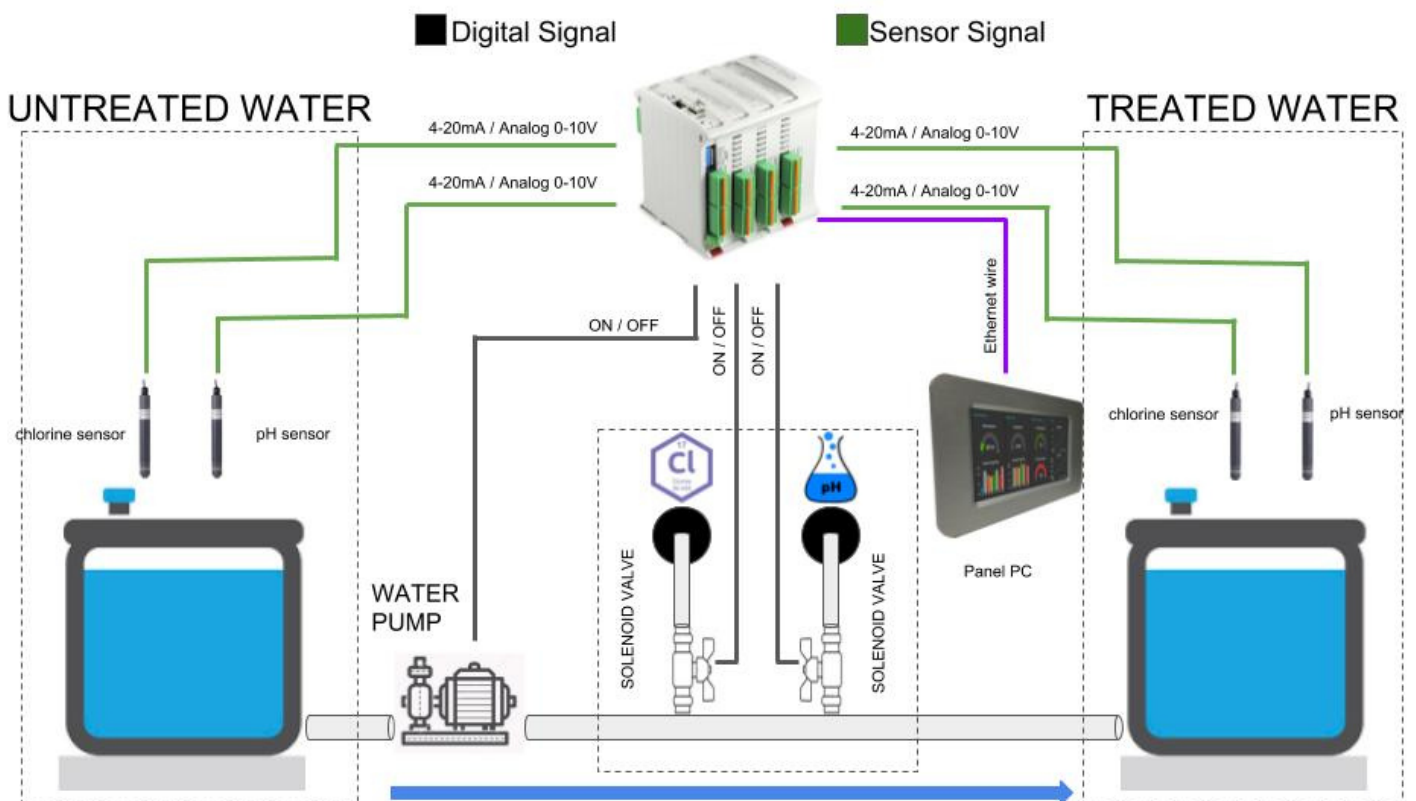 Digital Signal
Sensor Signal
UNTREATED WATER
TREATED WATER
4-20mA / Analog 0-10V
4-20mA / Analog 0-10V
4-20mA / Analog 0-10V
4-20mA / Analog 0-10V
Ethernet wire
ON / OFF
ON / OFF
ON / OFF
chlorine sensor
pH sensor
chlorine sensor
pH sensor
17
Cl
pH
Panel PC
WATER
PUMP
SOLENOID VALVE
SOLENOID VALVE